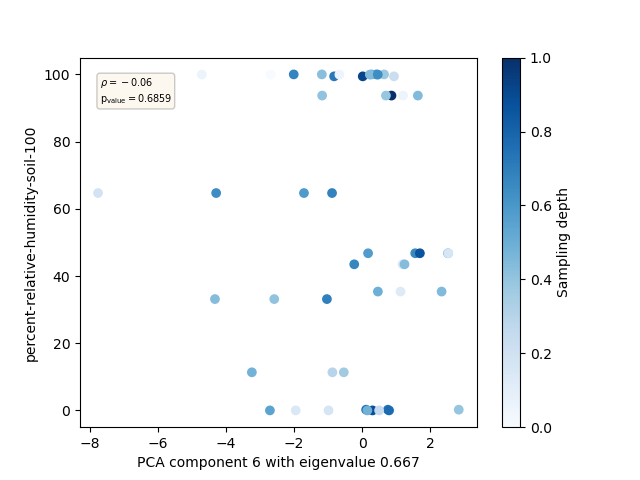 ρ = −0.06
p_value = 0.6859
100
80
60
40
20
0
percent-relative-humidity-soil-100
−8 −6 −4 −2 0 2
PCA component 6 with eigenvalue 0.667
1.0
0.8
0.6
0.4
0.2
0.0
Sampling depth